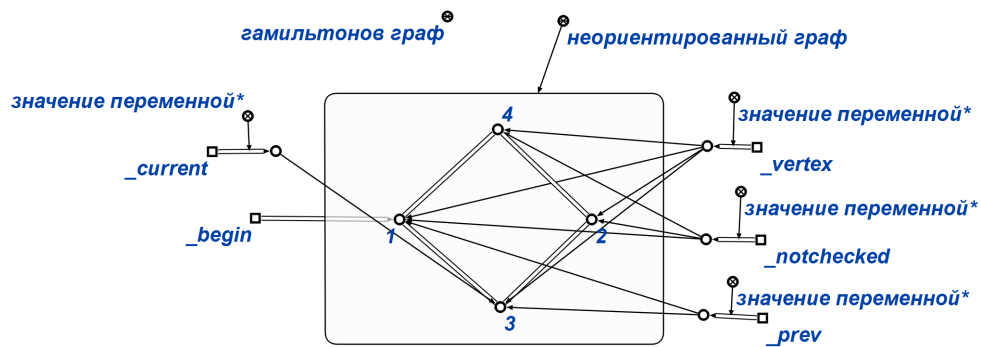 гамильтонов граф
неориентированный граф
значение переменной*
значение переменной*
4
_current
_vertex
значение переменной*
_begin
1
2
_notchecked
значение переменной*
3
_prev